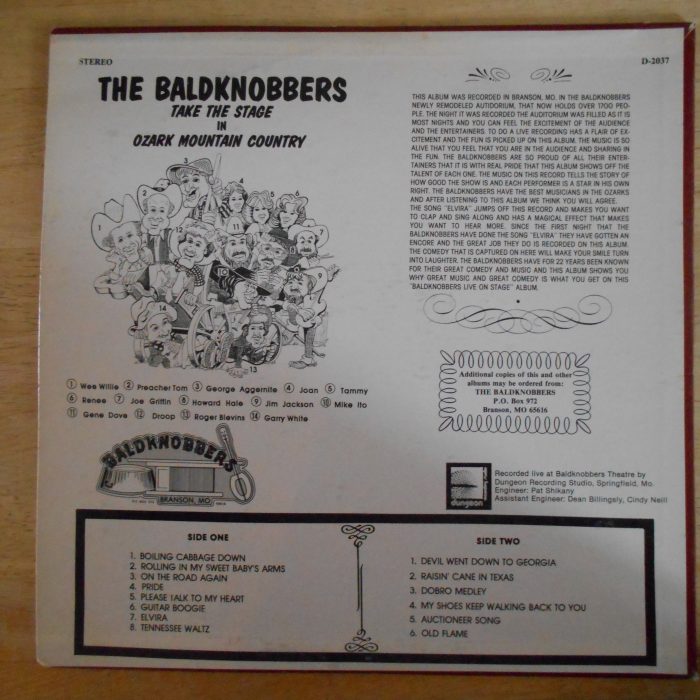 STEREO
D-2037
THE BALDKNOBBERS
TAKE THE STAGE
IN
OZARK MOUNTAIN COUNTRY
THIS ALBUM WAS RECORDED IN BRANSON, MO. IN THE BALDKNOBBERS
NEWLY REMODELED AUTIDORIUM, THAT NOW HOLDS OVER 1700 PEO-
PLE. THE NIGHT IT WAS RECORDED THE AUDITORIUM WAS FILLED AS IT IS
MOST NIGHTS AND YOU CAN FEEL THE EXCITEMENT OF THE AUDIENCE
AND THE ENTERTAINERS. TO DO A LIVE RECORDING HAS A FLAIR OF EX-
CITEMENT AND THE FUN IS PICKED UP ON THIS ALBUM. THE MUSIC IS SO
ALIVE THAT YOU FEEL THAT YOU ARE IN THE AUDIENCE AND SHARING IN
THE FUN. THE BALDKNOBBERS ARE SO PROUD OF ALL THEIR ENTER-
TAINERS THAT IT IS WITH REAL PRIDE THAT THIS ALBUM SHOWS OFF THE
TALENT OF EACH ONE. THE MUSIC ON THIS RECORD TELLS THE STORY OF
HOW GOOD THE SHOW IS AND EACH PERFORMER IS A STAR IN HIS OWN
RIGHT. THE BALDKNOBBERS HAVE THE BEST MUSICIANS IN THE OZARKS
AND AFTER LISTENING TO THIS ALBUM WE THINK YOU WILL AGREE.
THE SONG "ELVIRA" JUMPS OFF THIS RECORD AND MAKES YOU WANT
TO CLAP AND SING ALONG AND HAS A MAGICAL EFFECT THAT MAKES
YOU WANT TO HEAR MORE. SINCE THE FIRST NIGHT THAT THE
BALDKNOBBERS HAVE DONE THE SONG "ELVIRA" THEY HAVE GOTTEN AN
ENCORE AND THE GREAT JOB THEY DO IS RECORDED ON THIS ALBUM.
THE COMEDY THAT IS CAPTURED ON HERE WILL MAKE YOUR SMILE TURN
INTO LAUGHTER. THE BALDKNOBBERS HAVE FOR 22 YEARS BEEN KNOWN
FOR THEIR GREAT COMEDY AND MUSIC AND THIS ALBUM SHOWS YOU
WHY GREAT MUSIC AND GREAT COMEDY IS WHAT YOU GET ON THIS
"BALDKNOBBERS LIVE ON STAGE" ALBUM.
Additional copies of this and other
albums may be ordered from:
THE BALDKNOBBERS
P.O. Box 972
Branson, MO 65616
① Wee Willie ② Preacher Tom ③ George Aggernite ④ Joan ⑤ Tammy
⑥ Renee ⑦ Joe Griffin ⑧ Howard Hale ⑨ Jim Jackson ⑩ Mike Ito
⑪ Gene Dove ⑫ Droop ⑬ Roger Blevins ⑭ Garry White
BALDKNOBBERS
BRANSON, MO.
dungeon
Recorded live at Baldknobbers Theatre by
Dungeon Recording Studio, Springfield, Mo.
Engineer: Pat Shikany
Assistant Engineer: Dean Billingsly, Cindy Neill
SIDE ONE
1. BOILING CABBAGE DOWN
2. ROLLING IN MY SWEET BABY'S ARMS
3. ON THE ROAD AGAIN
4. PRIDE
5. PLEASE TALK TO MY HEART
6. GUITAR BOOGIE
7. ELVIRA
8. TENNESSEE WALTZ
SIDE TWO
1. DEVIL WENT DOWN TO GEORGIA
2. RAISIN' CANE IN TEXAS
3. DOBRO MEDLEY
4. MY SHOES KEEP WALKING BACK TO YOU
5. AUCTIONEER SONG
6. OLD FLAME